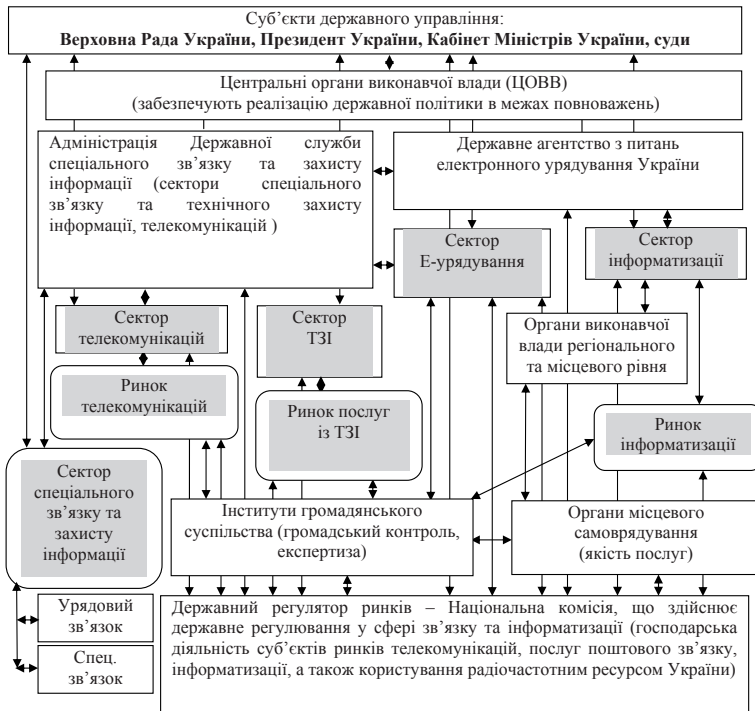 Суб’єкти державного управління:
Верховна Рада України, Президент України, Кабінет Міністрів України, суди
Центральні органи виконавчої влади (ЦОВВ)
(забезпечують реалізацію державної політики в межах повноважень)
Адміністрація Державної служби
спеціального зв’язку та захисту
інформації (сектори спеціального
зв’язку та технічного захисту
інформації, телекомунікацій )
Державне агентство з питань
електронного урядування України
Сектор
Е-урядування
Сектор
інформатизації
Сектор
телекомунікацій
Сектор
ТЗІ
Органи виконавчої
влади регіонального
та місцевого рівня
Ринок
телекомунікацій
Ринок послуг
із ТЗІ
Ринок
інформатизації
Сектор
спеціального
зв’язку та
захисту
інформації
Інститути громадянського
суспільства (громадський контроль,
експертиза)
Органи місцевого
самоврядування
(якість послуг)
Урядовий
зв’язок
Спец.
зв’язок
Державний регулятор ринків – Національна комісія, що здійснює
державне регулювання у сфері зв’язку та інформатизації (господарська
діяльність суб’єктів ринків телекомунікацій, послуг поштового зв’язку,
інформатизації, а також користування радіочастотним ресурсом України)